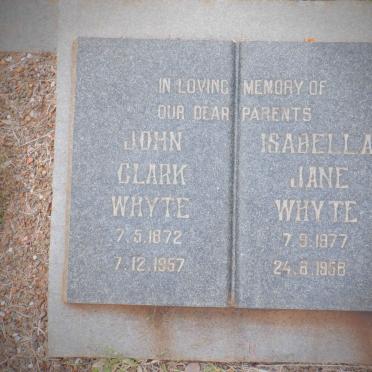 IN LOVING MEMORY OF
OUR DEAR PARENTS
JOHN
CLARK
WHYTE
7.5.1872
7.12.1957
ISABELLA
JANE
WHYTE
7.9.1877
24.8.1958